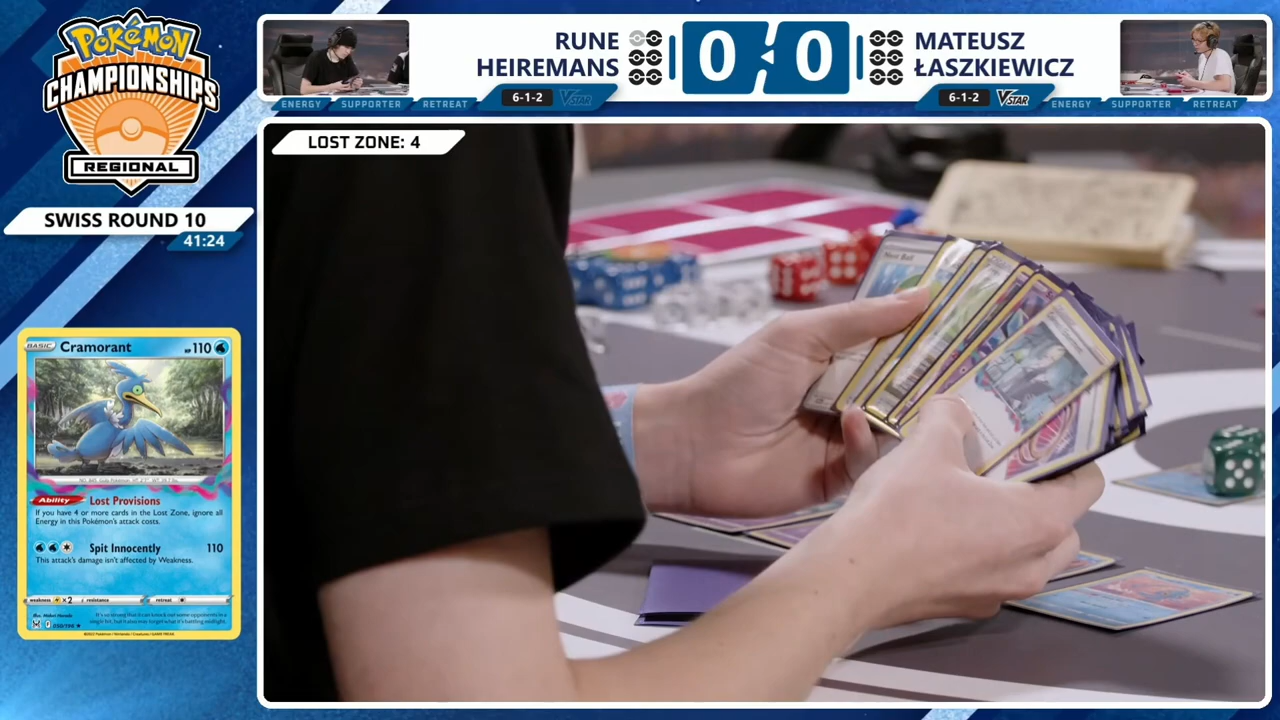 Pokémon
CHAMPIONSHIPS
REGIONAL
SWISS ROUND 10
41:24
RUNE
HEIREMANS
0
0
MATEUSZ
ŁASZKIEWICZ
ENERGY
SUPPORTER
RETREAT
6-1-2
VSTAR
6-1-2
VSTAR
ENERGY
SUPPORTER
RETREAT
LOST ZONE: 4
Nest Ball
BASIC
Cramorant
HP 110
Ability
Lost Provisions
If you have 4 or more cards in the Lost Zone, ignore all
Energy in this Pokémon's attack costs.
Spit Innocently
110
This attack's damage isn't affected by Weakness.
weakness
×2
resistance
retreat